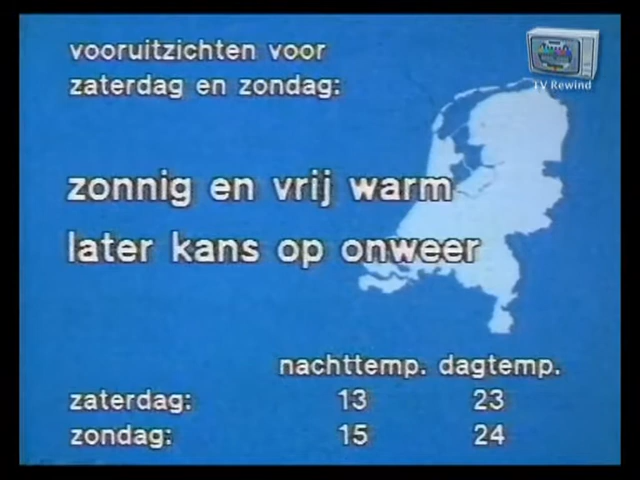 vooruitzichten voor
zaterdag en zondag:
TV Rewind
zonnig en vrij warm
later kans op onweer
nachttemp. dagtemp.
zaterdag: 13 23
zondag: 15 24